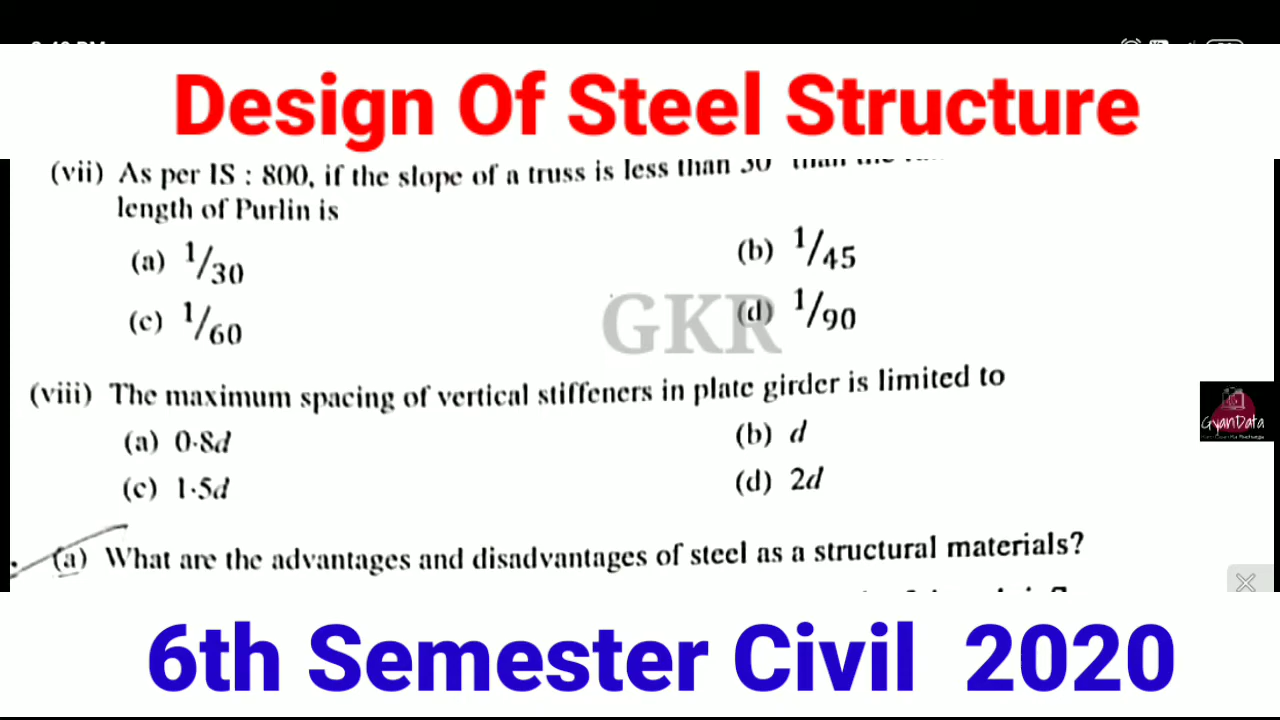 Design Of Steel Structure
(vii) As per IS : 800, if the slope of a truss is less than 30° than the
length of Purlin is
(a) 1/30
(b) 1/45
(c) 1/60
(d) 1/90
GKR
(viii) The maximum spacing of vertical stiffeners in plate girder is limited to
(a) 0·8d
(b) d
(c) 1·5d
(d) 2d
GyanData
(a) What are the advantages and disadvantages of steel as a structural materials?
6th Semester Civil 2020